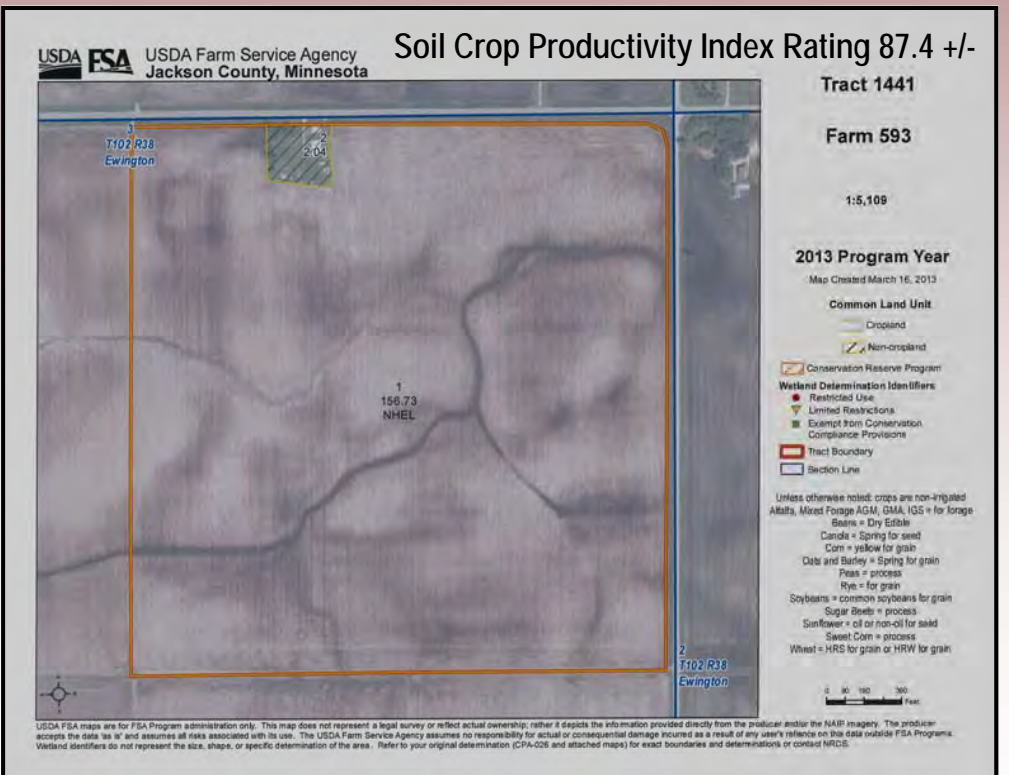 Soil Crop Productivity Index Rating 87.4 +/-
USDA FSA
USDA Farm Service Agency
Jackson County, Minnesota
Tract 1441
Farm 593
1:5,109
2013 Program Year
Map Created March 16, 2013
Common Land Unit
Cropland
Non-cropland
Conservation Reserve Program
Wetland Determination Identifiers
Restricted Use
Limited Restrictions
Exempt from Conservation
Compliance Provisions
Tract Boundary
Section Line
Unless otherwise noted: crops are non-irrigated
Alfalfa, Mixed Forage AGM, GMA, IGS = for forage
Beans = Dry Edible
Canola = Spring for seed
Corn = yellow for grain
Oats and Barley = Spring for grain
Peas = process
Rye = for grain
Soybeans = common soybeans for grain
Sugar Beets = process
Sunflower = oil or non-oil for seed
Sweet Corn = process
Wheat = HRS for grain or HRW for grain
3
T102 R38
Ewington
2
2.04
1
156.73
NHEL
2
T102 R38
Ewington
0 90 180 360
Feet
USDA FSA maps are for FSA Program administration only. This map does not represent a legal survey or reflect actual ownership; rather it depicts the information provided directly from the producer and/or the NAIP imagery. The producer
accepts the data 'as is' and assumes all risks associated with its use. The USDA Farm Service Agency assumes no responsibility for actual or consequential damage incurred as a result of any user's reliance on this data outside FSA Programs.
Wetland identifiers do not represent the size, shape, or specific determination of the area. Refer to your original determination (CPA-026 and attached maps) for exact boundaries and determinations or contact NRCS.